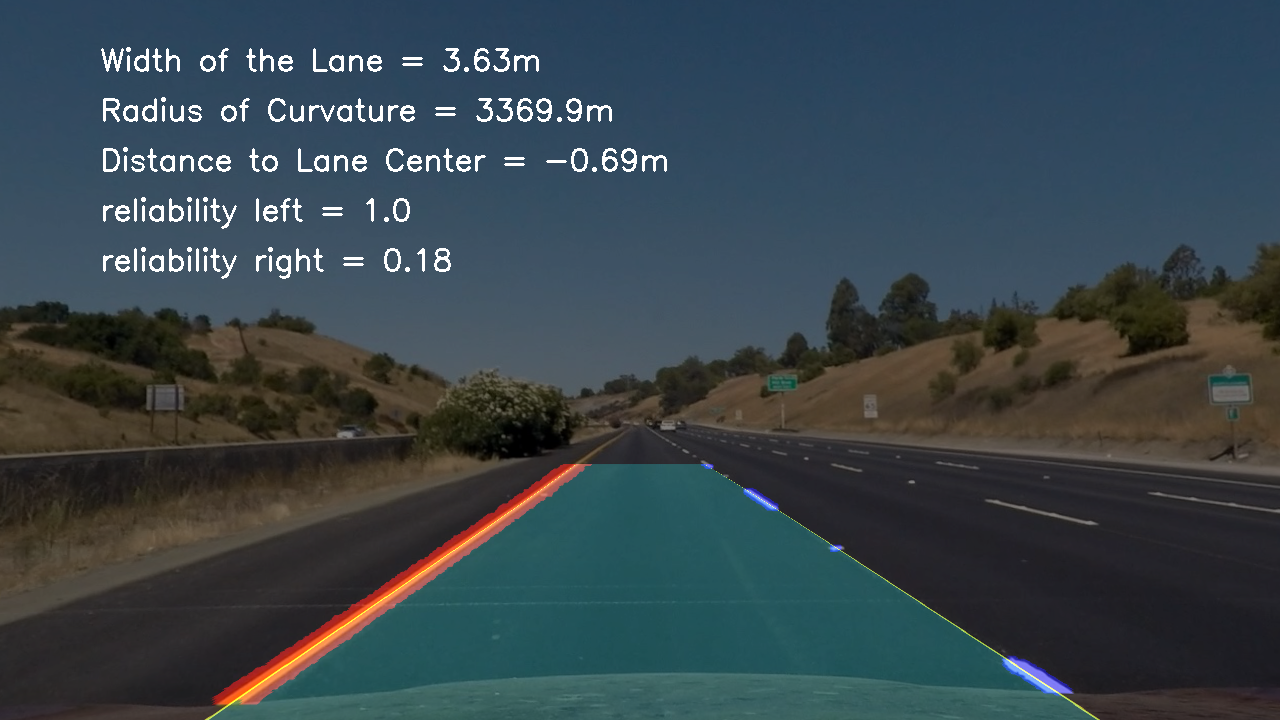 Width of the Lane = 3.63m
Radius of Curvature = 3369.9m
Distance to Lane Center = −0.69m
reliability left = 1.0
reliability right = 0.18